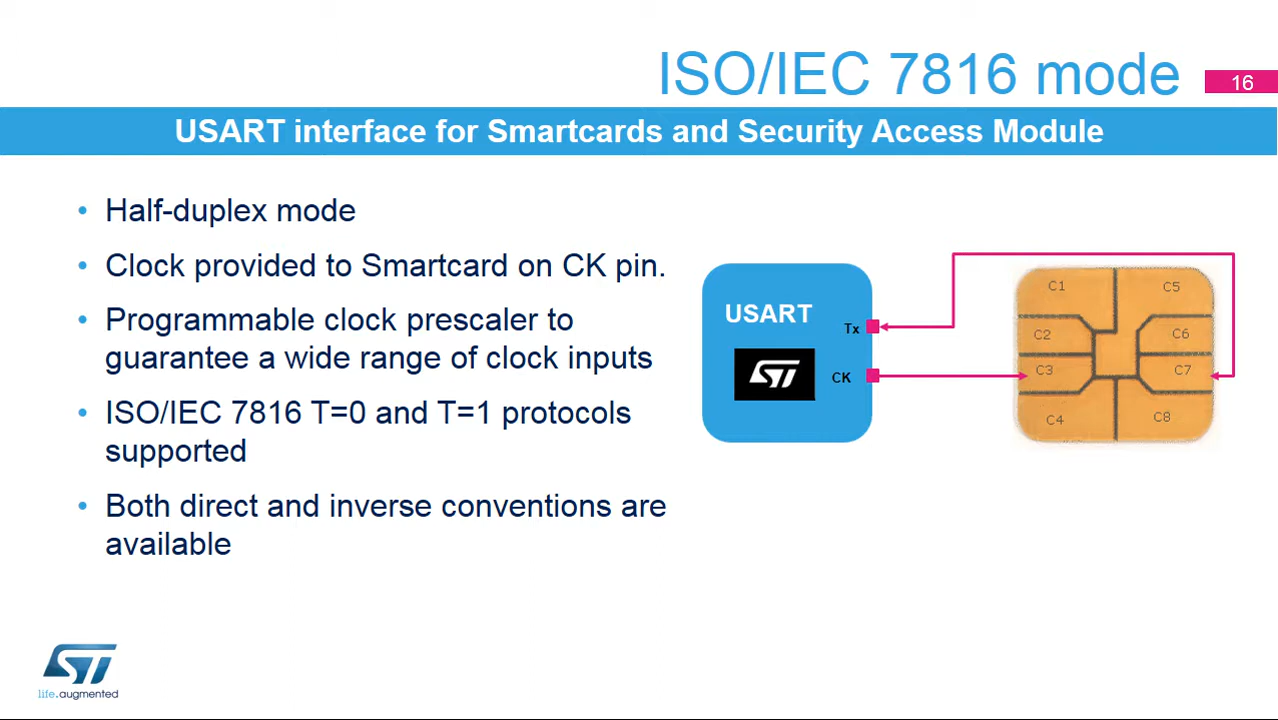 ISO/IEC 7816 mode
16
USART interface for Smartcards and Security Access Module
• Half-duplex mode
• Clock provided to Smartcard on CK pin.
• Programmable clock prescaler to
guarantee a wide range of clock inputs
• ISO/IEC 7816 T=0 and T=1 protocols
supported
• Both direct and inverse conventions are
available
USART
Tx
ST
CK
C1
C5
C2
C6
C3
C7
C4
C8
ST
life.augmented